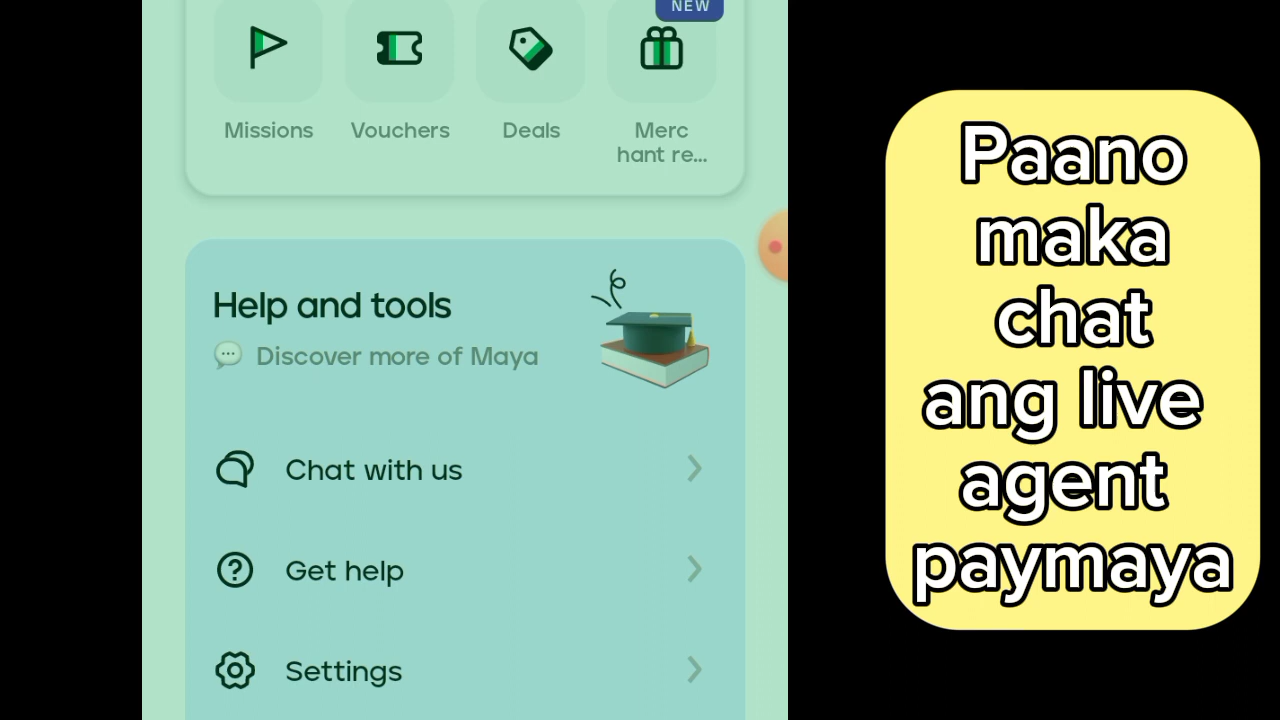 NEW
Missions
Vouchers
Deals
Merc
hant re...
Help and tools
Discover more of Maya
Chat with us
Get help
Settings
Paano
maka
chat
ang live
agent
paymaya